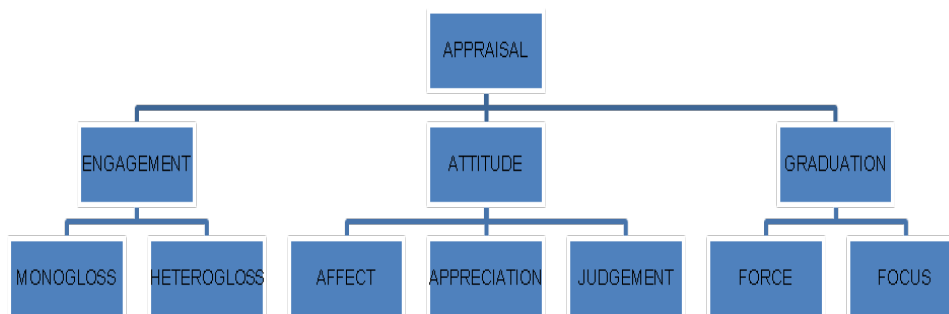 APPRAISAL
ENGAGEMENT
ATTITUDE
GRADUATION
MONOGLOSS
HETEROGLOSS
AFFECT
APPRECIATION
JUDGEMENT
FORCE
FOCUS